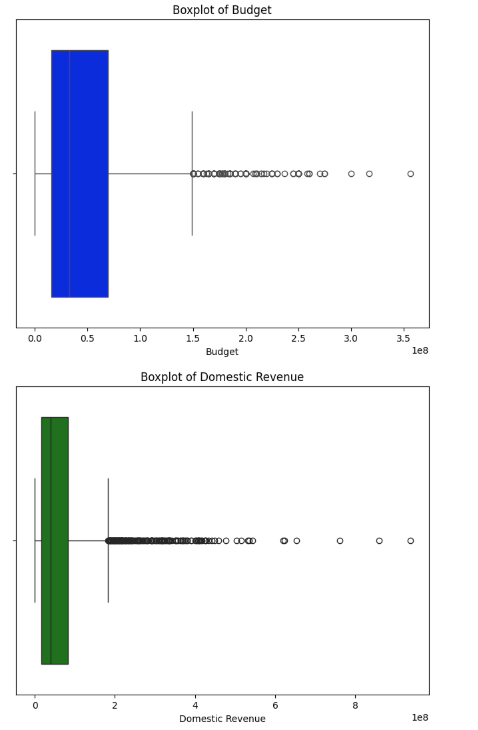 Boxplot of Budget
0.0 0.5 1.0 1.5 2.0 2.5 3.0 3.5
Budget
1e8
Boxplot of Domestic Revenue
0 2 4 6 8
Domestic Revenue
1e8